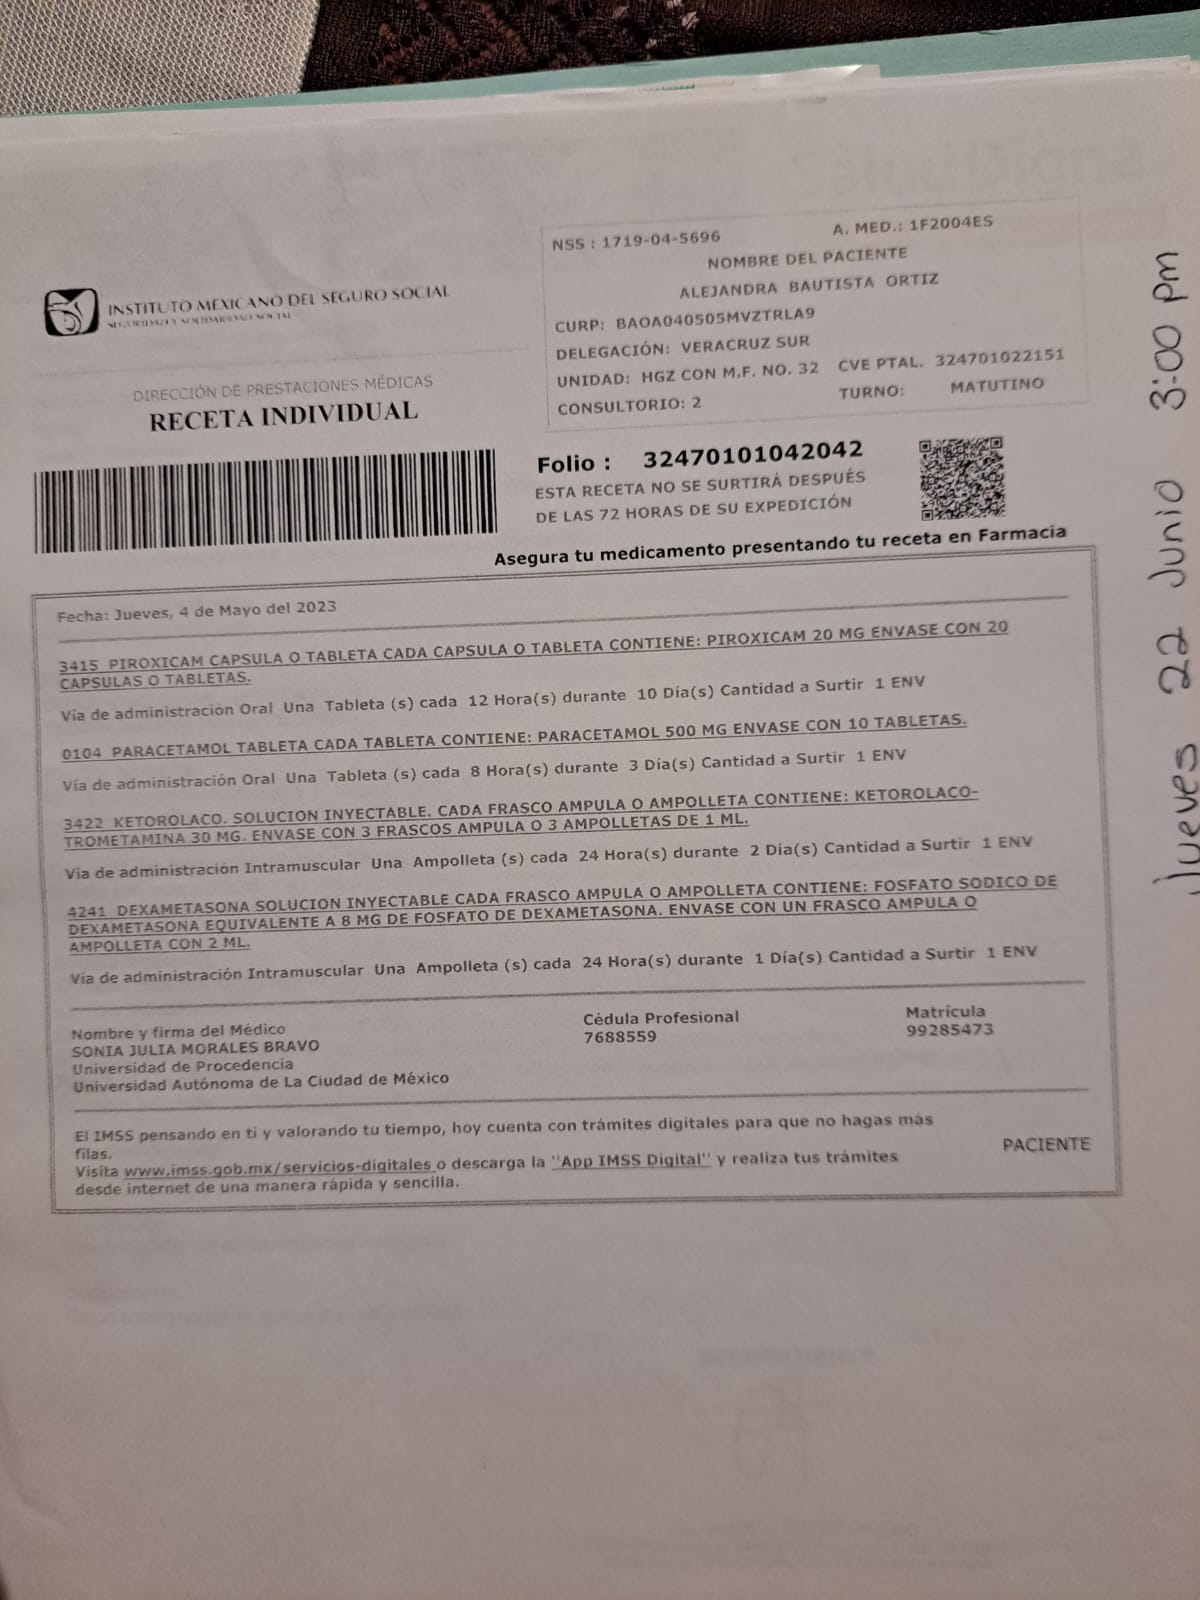 INSTITUTO MEXICANO DEL SEGURO SOCIAL
SEGURIDAD Y SOLIDARIDAD SOCIAL
DIRECCIÓN DE PRESTACIONES MÉDICAS
RECETA INDIVIDUAL
NSS : 1719-04-5696 A. MED.: 1F2004ES
NOMBRE DEL PACIENTE
ALEJANDRA BAUTISTA ORTIZ
CURP: BAOA040505MVZTRLA9
DELEGACIÓN: VERACRUZ SUR
UNIDAD: HGZ CON M.F. NO. 32 CVE PTAL. 324701022151
CONSULTORIO: 2 TURNO: MATUTINO
Folio : 32470101042042
ESTA RECETA NO SE SURTIRÁ DESPUÉS
DE LAS 72 HORAS DE SU EXPEDICIÓN
Asegura tu medicamento presentando tu receta en Farmacia
Fecha: Jueves, 4 de Mayo del 2023
3415 PIROXICAM CAPSULA O TABLETA CADA CAPSULA O TABLETA CONTIENE: PIROXICAM 20 MG ENVASE CON 20
CAPSULAS O TABLETAS.
Vía de administración Oral Una Tableta (s) cada 12 Hora(s) durante 10 Día(s) Cantidad a Surtir 1 ENV
0104 PARACETAMOL TABLETA CADA TABLETA CONTIENE: PARACETAMOL 500 MG ENVASE CON 10 TABLETAS.
Vía de administración Oral Una Tableta (s) cada 8 Hora(s) durante 3 Día(s) Cantidad a Surtir 1 ENV
3422 KETOROLACO. SOLUCION INYECTABLE. CADA FRASCO AMPULA O AMPOLLETA CONTIENE: KETOROLACO-
TROMETAMINA 30 MG. ENVASE CON 3 FRASCOS AMPULA O 3 AMPOLLETAS DE 1 ML.
Vía de administración Intramuscular Una Ampolleta (s) cada 24 Hora(s) durante 2 Día(s) Cantidad a Surtir 1 ENV
4241 DEXAMETASONA SOLUCION INYECTABLE CADA FRASCO AMPULA O AMPOLLETA CONTIENE: FOSFATO SODICO DE
DEXAMETASONA EQUIVALENTE A 8 MG DE FOSFATO DE DEXAMETASONA. ENVASE CON UN FRASCO AMPULA O
AMPOLLETA CON 2 ML.
Vía de administración Intramuscular Una Ampolleta (s) cada 24 Hora(s) durante 1 Día(s) Cantidad a Surtir 1 ENV
Nombre y firma del Médico Cédula Profesional Matrícula
SONIA JULIA MORALES BRAVO 7688559 99285473
Universidad de Procedencia
Universidad Autónoma de La Ciudad de México
El IMSS pensando en ti y valorando tu tiempo, hoy cuenta con trámites digitales para que no hagas más
filas.
Visita www.imss.gob.mx/servicios-digitales o descarga la "App IMSS Digital" y realiza tus trámites
desde internet de una manera rápida y sencilla.
PACIENTE
Jueves 22 Junio 3:00 pm